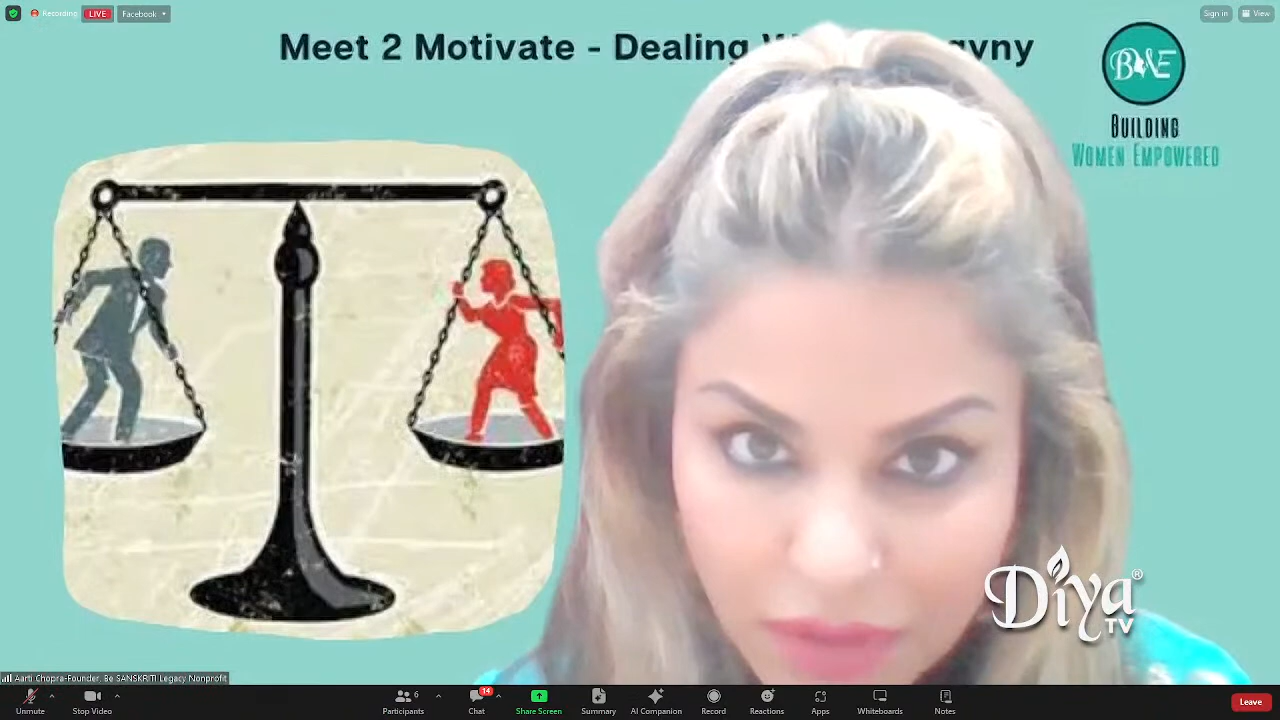 Recording
LIVE
Facebook
Sign in
View
Meet 2 Motivate - Dealing
BWE
BUILDING
WOMEN EMPOWERED
Diya®
TV
Aarti Chopra-Founder, Be SANSKRITI Legacy Nonprofit
Unmute
Stop Video
Participants
6
Chat
14
Share Screen
Summary
AI Companion
Record
Reactions
Apps
Whiteboards
Notes
Leave